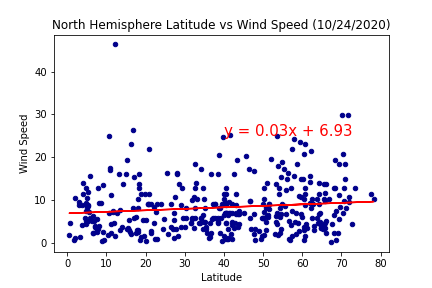 North Hemisphere Latitude vs Wind Speed (10/24/2020)
40
30
20
10
0
Wind Speed
y = 0.03x + 6.93
0 10 20 30 40 50 60 70 80
Latitude